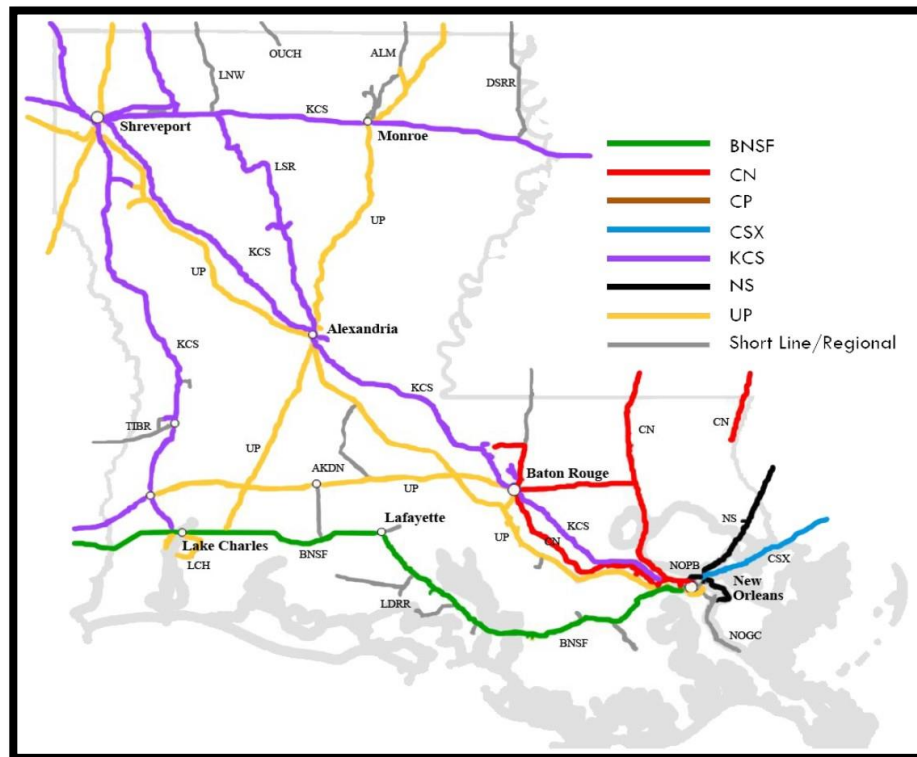 OUCH
ALM
LNW
DSRR
KCS
Shreveport
Monroe
LSR
UP
KCS
UP
Alexandria
KCS
KCS
TIBR
UP
CN
CN
AKDN
UP
Baton Rouge
Lafayette
KCS
UP
CN
NS
Lake Charles
BNSF
LCH
CSX
NOPB
New
Orleans
LDRR
BNSF
NOGC
BNSF
CN
CP
CSX
KCS
NS
UP
Short Line/Regional